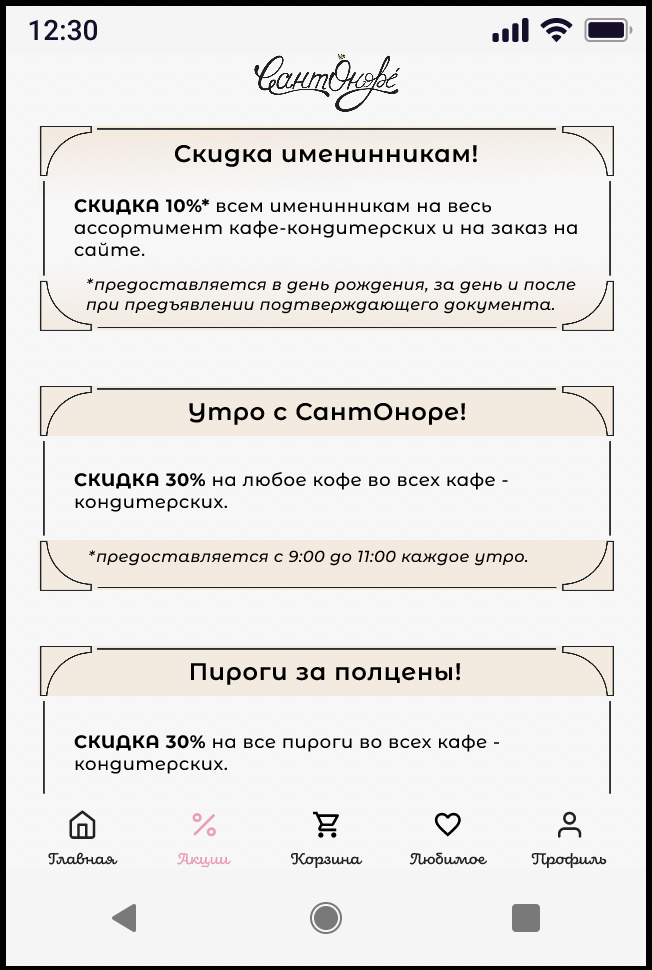 12:30
СантОноре́
Скидка именинникам!
СКИДКА 10%* всем именинникам на весь
ассортимент кафе-кондитерских и на заказ на
сайте.
*предоставляется в день рождения, за день и после
при предъявлении подтверждающего документа.
Утро с СантОноре!
СКИДКА 30% на любое кофе во всех кафе -
кондитерских.
*предоставляется с 9:00 до 11:00 каждое утро.
Пироги за полцены!
СКИДКА 30% на все пироги во всех кафе -
кондитерских.
Главная Акции Корзина Любимое Профиль